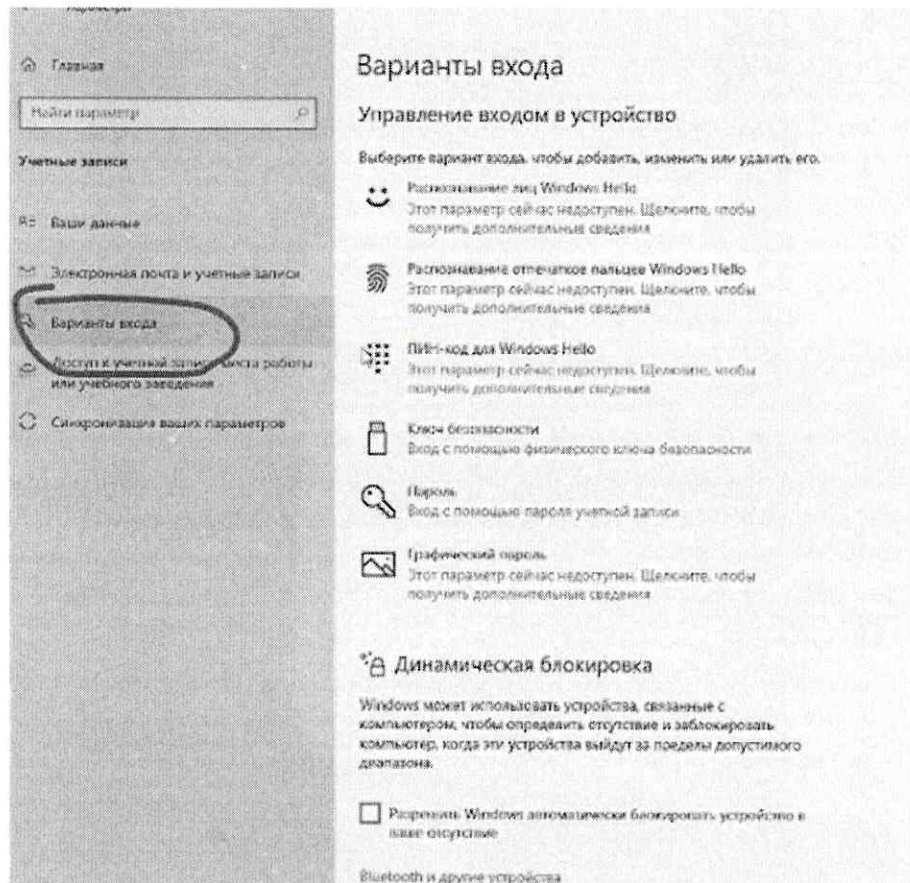 Параметры
Главная
Найти параметр
Учетные записи
Ваши данные
Электронная почта и учетные записи
Варианты входа
Доступ к учетной записи места работы
или учебного заведения
Синхронизация ваших параметров
Варианты входа
Управление входом в устройство
Выберите вариант входа, чтобы добавить, изменить или удалить его.
Распознавание лиц Windows Hello
Этот параметр сейчас недоступен. Щелкните, чтобы
получить дополнительные сведения
Распознавание отпечатков пальцев Windows Hello
Этот параметр сейчас недоступен. Щелкните, чтобы
получить дополнительные сведения
ПИН-код для Windows Hello
Этот параметр сейчас недоступен. Щелкните, чтобы
получить дополнительные сведения
Ключ безопасности
Вход с помощью физического ключа безопасности
Пароль
Вход с помощью пароля учетной записи
Графический пароль
Этот параметр сейчас недоступен. Щелкните, чтобы
получить дополнительные сведения
Динамическая блокировка
Windows может использовать устройства, связанные с
компьютером, чтобы определить отсутствие и заблокировать
компьютер, когда эти устройства выйдут за пределы допустимого
диапазона.
Разрешить Windows автоматически блокировать устройство в
ваше отсутствие
Bluetooth и другие устройства